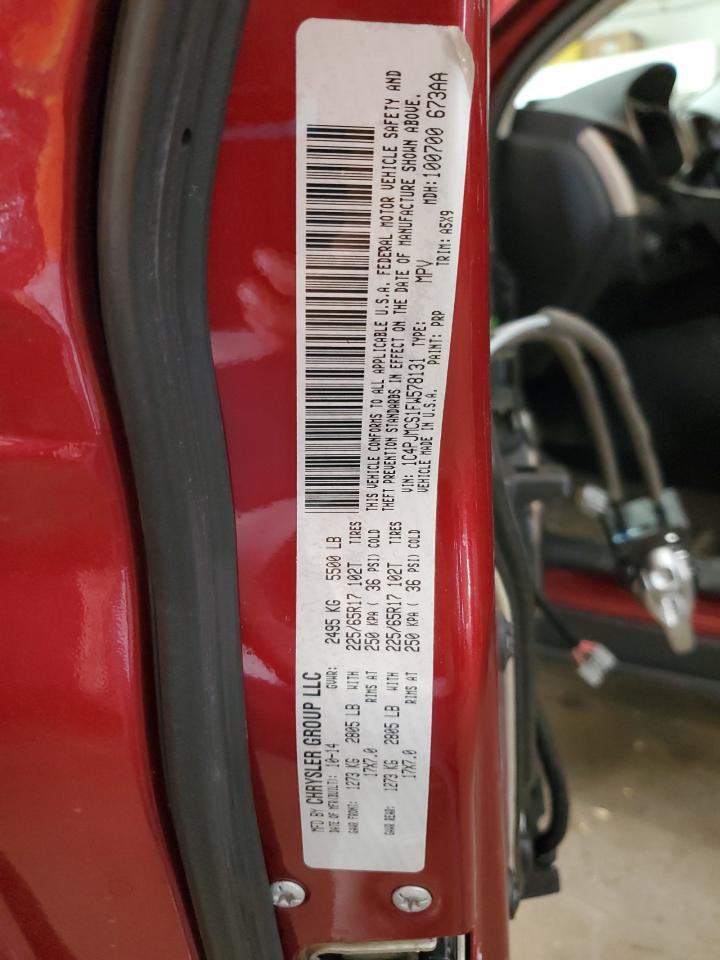 MFD BY CHRYSLER GROUP LLC
DATE OF MFR(BUILT): 10-14 GVWR: 2495 KG 5500 LB
GAWR FRONT: 1273 KG 2805 LB WITH 225/65R17 102T TIRES
17X7.0 RIMS AT 250 KPA ( 36 PSI) COLD
GAWR REAR: 1273 KG 2805 LB WITH 225/65R17 102T TIRES
17X7.0 RIMS AT 250 KPA ( 36 PSI) COLD
THIS VEHICLE CONFORMS TO ALL APPLICABLE U.S.A. FEDERAL MOTOR VEHICLE SAFETY AND
THEFT PREVENTION STANDARDS IN EFFECT ON THE DATE OF MANUFACTURE SHOWN ABOVE.
VIN: 1C4PJMCS1FW578131 TYPE: MPV MDH:100700 673AA
VEHICLE MADE IN U.S.A. PAINT: PRP TRIM: A5X9